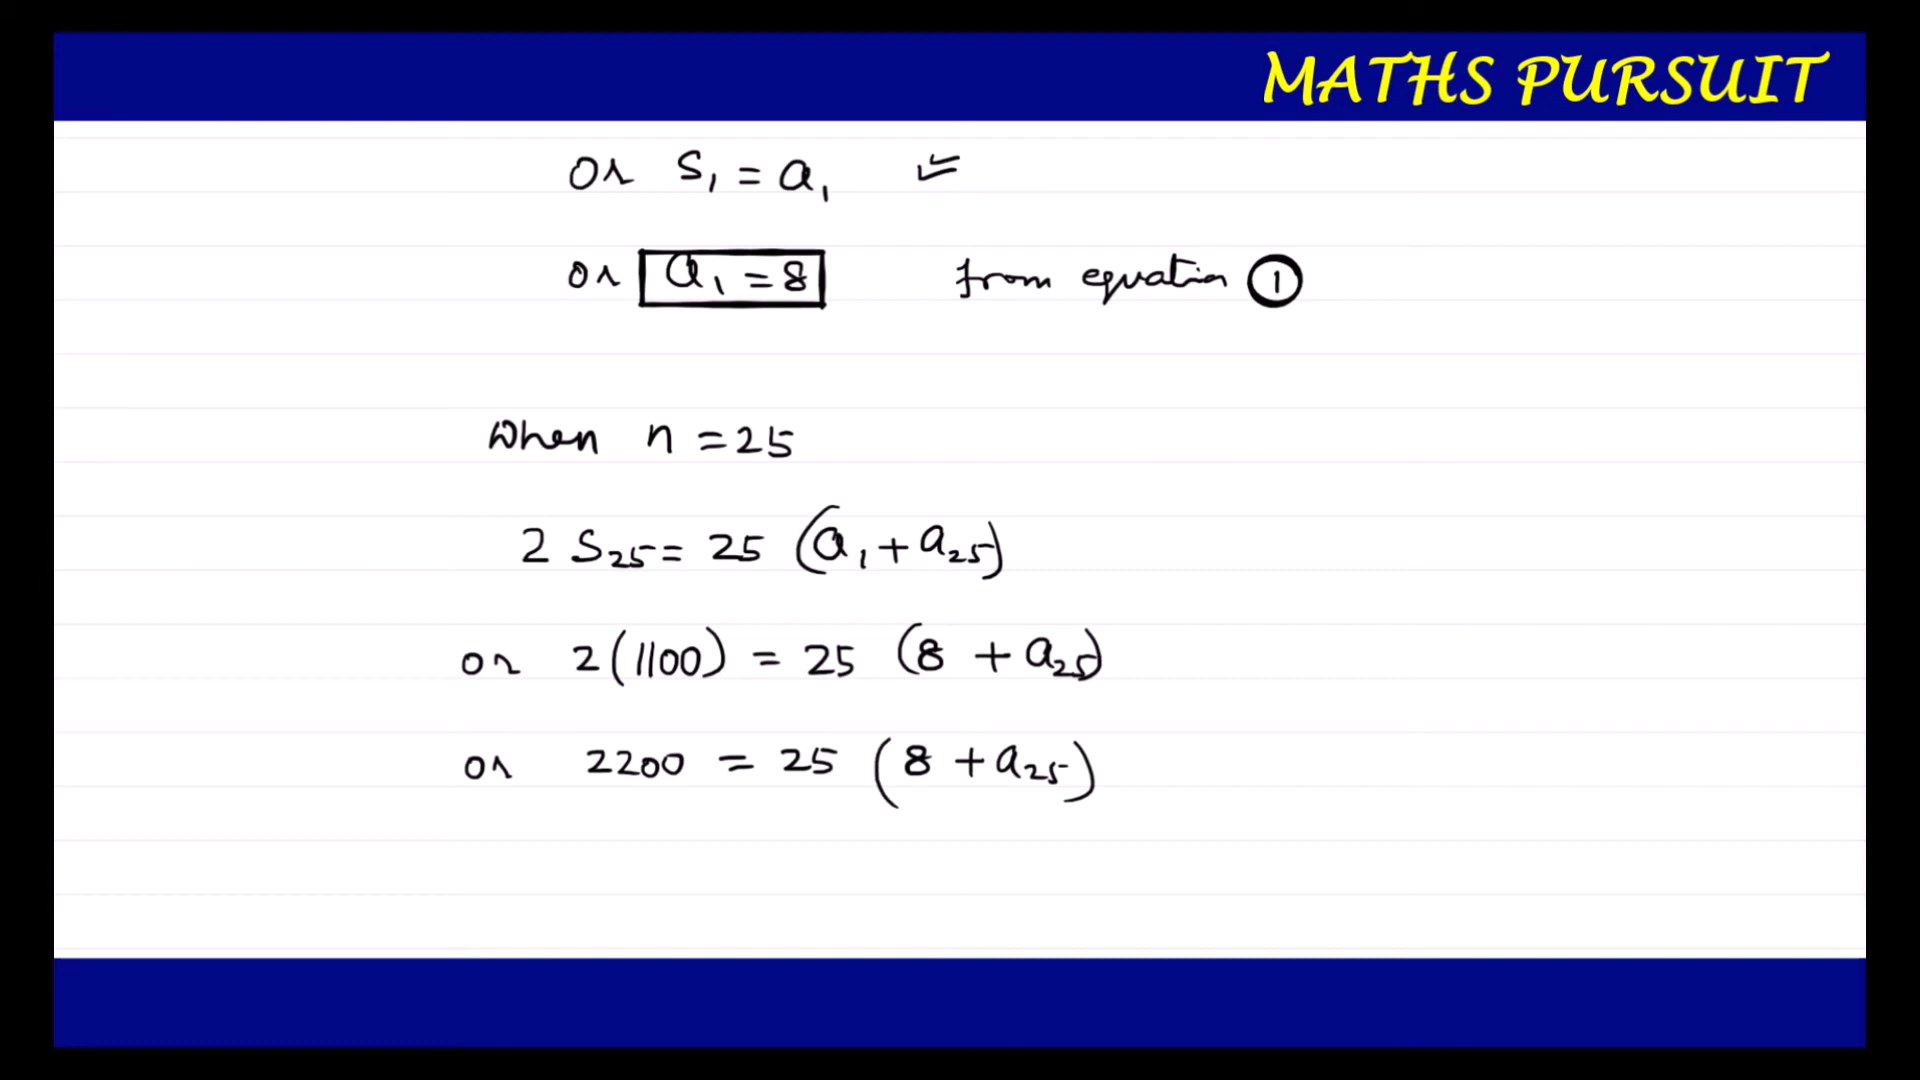 MATHS PURSUIT
or S₁ = a₁
or a₁ = 8 from equation ①
when n = 25
2 S₂₅ = 25 (a₁ + a₂₅)
or 2(1100) = 25 (8 + a₂₅)
or 2200 = 25 (8 + a₂₅)